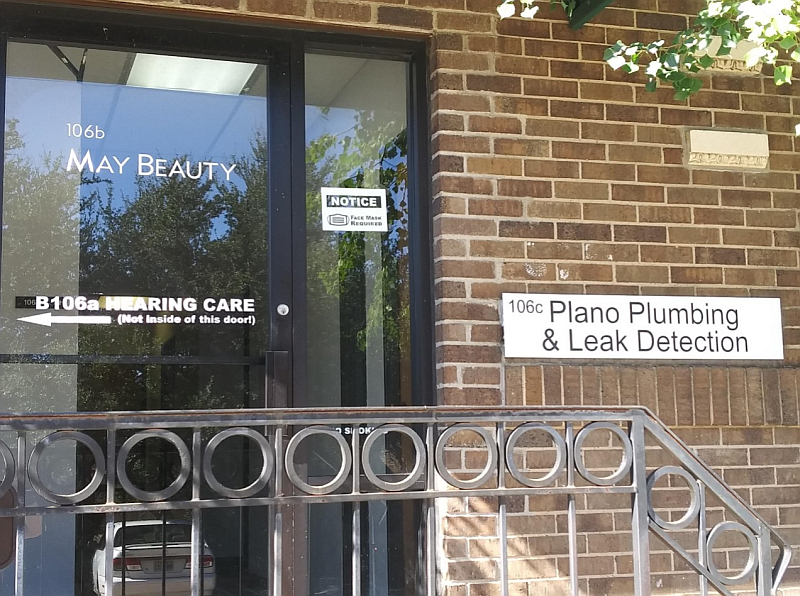 106b
MAY BEAUTY
NOTICE
FACE MASK
REQUIRED
106
B106a HEARING CARE
(Not Inside of this door!)
106c Plano Plumbing
& Leak Detection